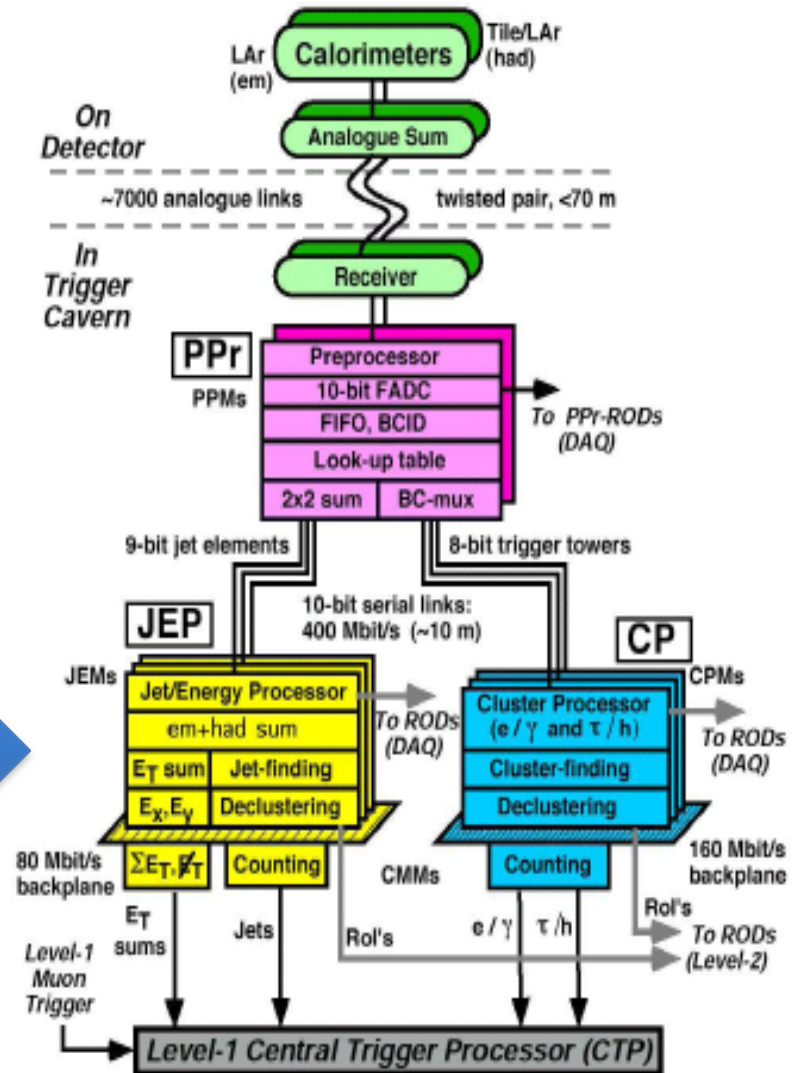 LAr
(em)
Calorimeters
Tile/LAr
(had)
On
Detector
Analogue Sum
~7000 analogue links
twisted pair, <70 m
In
Trigger
Cavern
Receiver
PPr
PPMs
Preprocessor
10-bit FADC
FIFO, BCID
Look-up table
2x2 sum
BC-mux
To PPr-RODs
(DAQ)
9-bit jet elements
8-bit trigger towers
10-bit serial links:
400 Mbit/s (~10 m)
JEP
CP
JEMs
Jet/Energy Processor
em+had sum
ET sum
Jet-finding
Ex,Ey
Declustering
To RODs
(DAQ)
CPMs
Cluster Processor
(e / γ and τ / h)
Cluster-finding
Declustering
To RODs
(DAQ)
80 Mbit/s
backplane
ΣET,E̸T
Counting
CMMs
Counting
160 Mbit/s
backplane
ET
sums
Jets
RoI's
e / γ
τ /h
RoI's
To RODs
(Level-2)
Level-1
Muon
Trigger
Level-1 Central Trigger Processor (CTP)